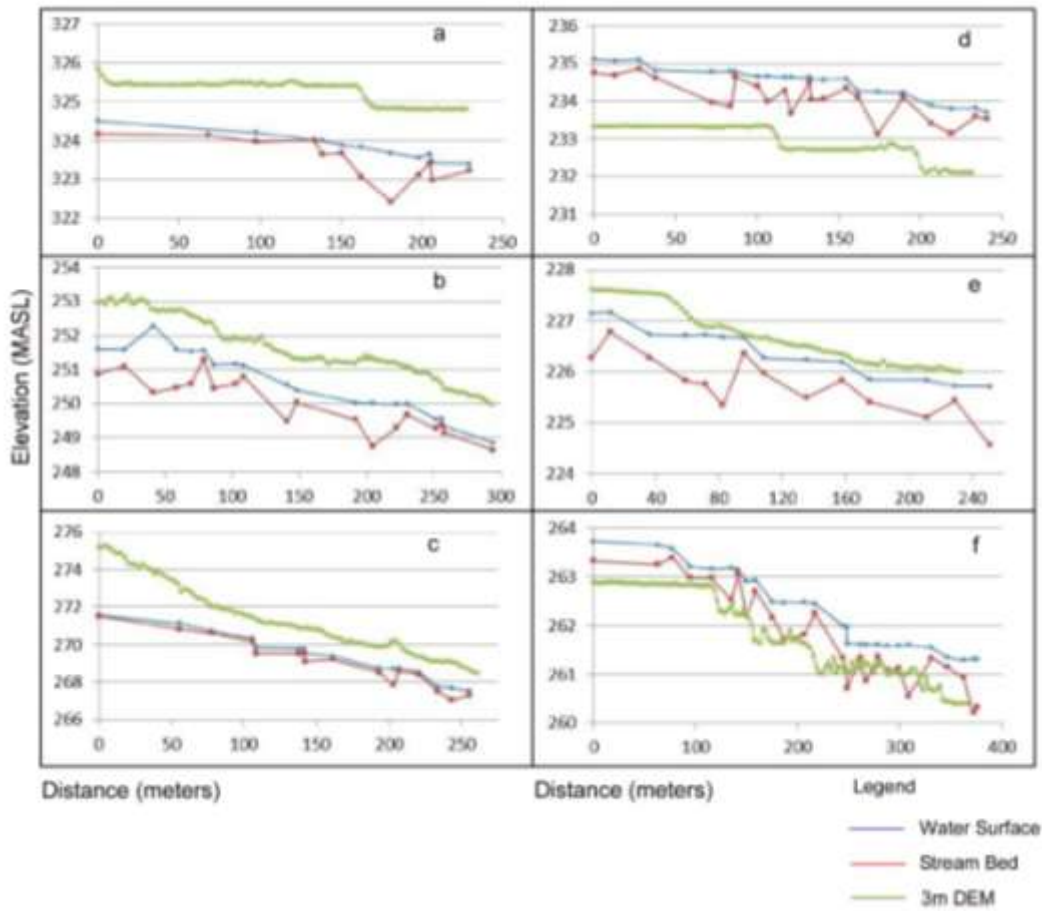 Elevation (MASL)
a
327
326
325
324
323
322
0 50 100 150 200 250
d
236
235
234
233
232
231
0 50 100 150 200 250
b
254
253
252
251
250
249
248
0 50 100 150 200 250 300
e
228
227
226
225
224
0 40 80 120 160 200 240
c
276
274
272
270
268
266
0 50 100 150 200 250
f
264
263
262
261
260
0 100 200 300 400
Distance (meters)
Distance (meters)
Legend
Water Surface
Stream Bed
3m DEM